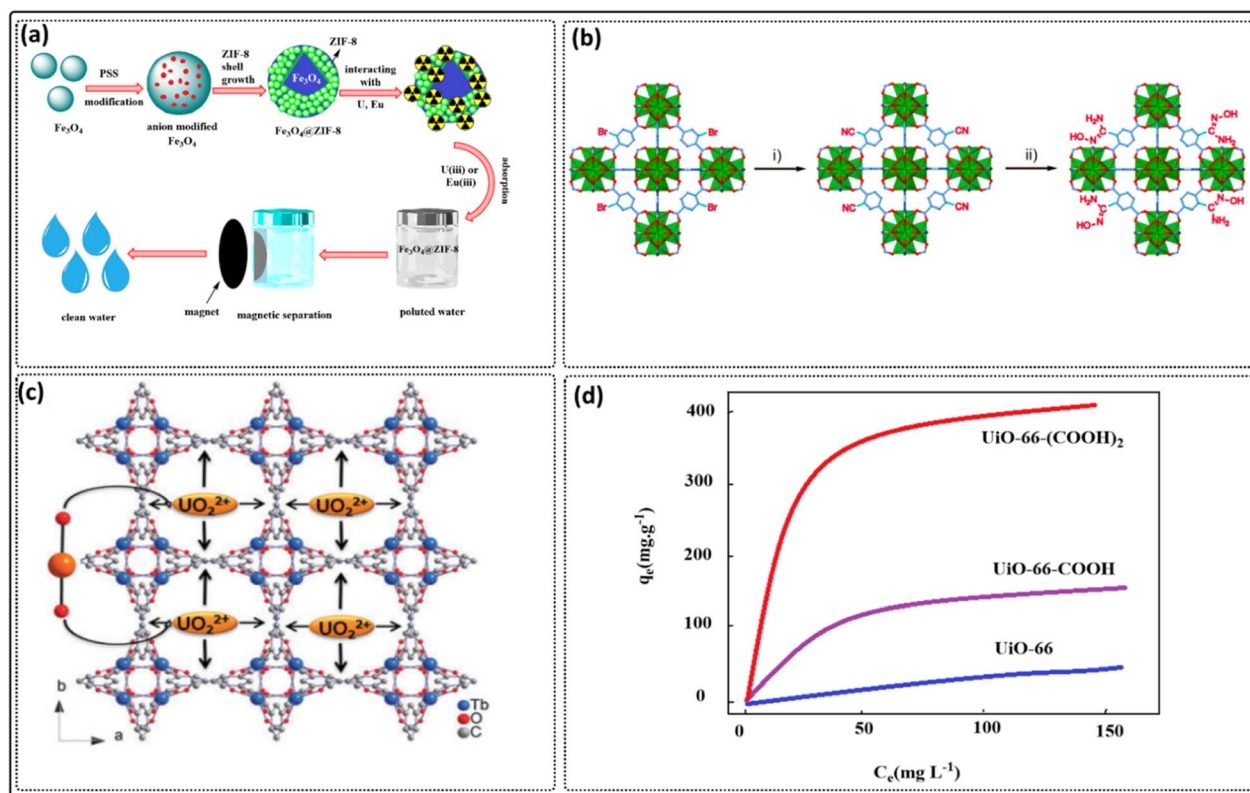 (a)
PSS
modification
Fe₃O₄
anion modified
Fe₃O₄
ZIF-8
shell
growth
ZIF-8
Fe₃O₄
Fe₃O₄@ZIF-8
interacting
with
U, Eu
adsorption
U(iii) or
Eu(iii)
Fe₃O₄@ZIF-8
poluted water
magnetic separation
magnet
clean water
(b)
Br
Br
Br
Br
i)
NC
CN
NC
CN
ii)
H₂N
HO-N
N-OH
NH₂
H₂N
HO-N
N-OH
NH₂
(c)
UO₂²⁺
UO₂²⁺
UO₂²⁺
UO₂²⁺
b
a
Tb
O
C
(d)
400
300
200
100
0
qₑ(mg.g⁻¹)
UiO-66-(COOH)₂
UiO-66-COOH
UiO-66
0
50
100
150
Cₑ(mg L⁻¹)